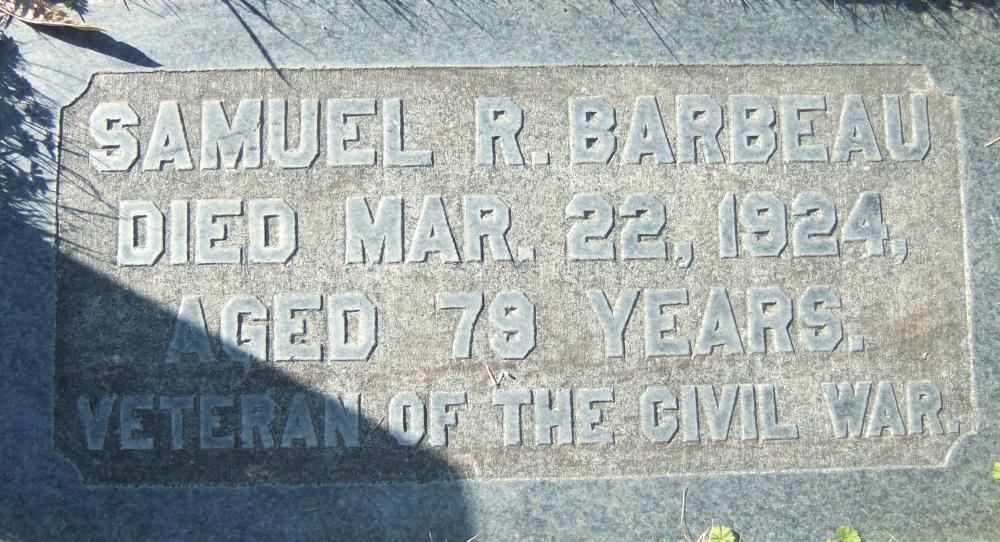 SAMUEL R. BARBEAU
DIED MAR. 22, 1924,
AGED 79 YEARS.
VETERAN OF THE CIVIL WAR.